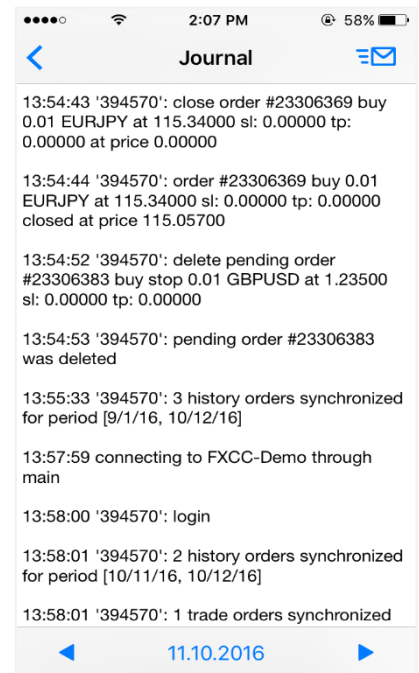 2:07 PM
58%
Journal
13:54:43 '394570': close order #23306369 buy
0.01 EURJPY at 115.34000 sl: 0.00000 tp:
0.00000 at price 0.00000
13:54:44 '394570': order #23306369 buy 0.01
EURJPY at 115.34000 sl: 0.00000 tp: 0.00000
closed at price 115.05700
13:54:52 '394570': delete pending order
#23306383 buy stop 0.01 GBPUSD at 1.23500
sl: 0.00000 tp: 0.00000
13:54:53 '394570': pending order #23306383
was deleted
13:55:33 '394570': 3 history orders synchronized
for period [9/1/16, 10/12/16]
13:57:59 connecting to FXCC-Demo through
main
13:58:00 '394570': login
13:58:01 '394570': 2 history orders synchronized
for period [10/11/16, 10/12/16]
13:58:01 '394570': 1 trade orders synchronized
11.10.2016